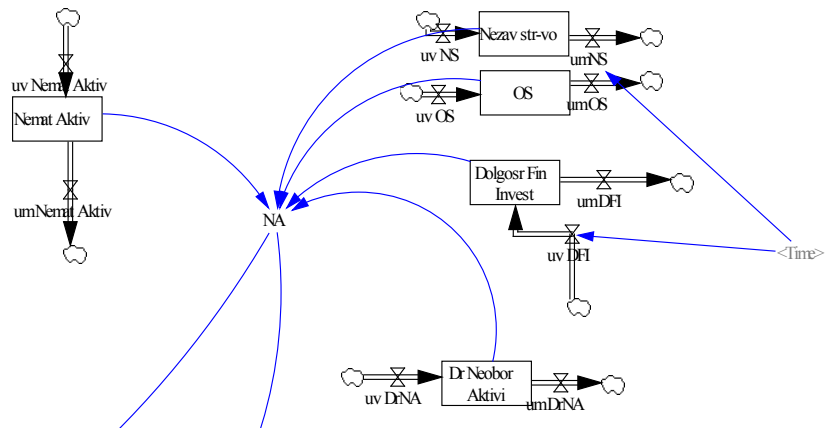 Nezav str-vo
uv NS
umNS
OS
uv OS
umOS
uv Nemat Aktiv
Nemat Aktiv
umNemat Aktiv
Dolgosr Fin
Invest
umDFI
NA
uv DFI
<Time>
Dr Neobor
Aktivi
uv DrNA
umDrNA